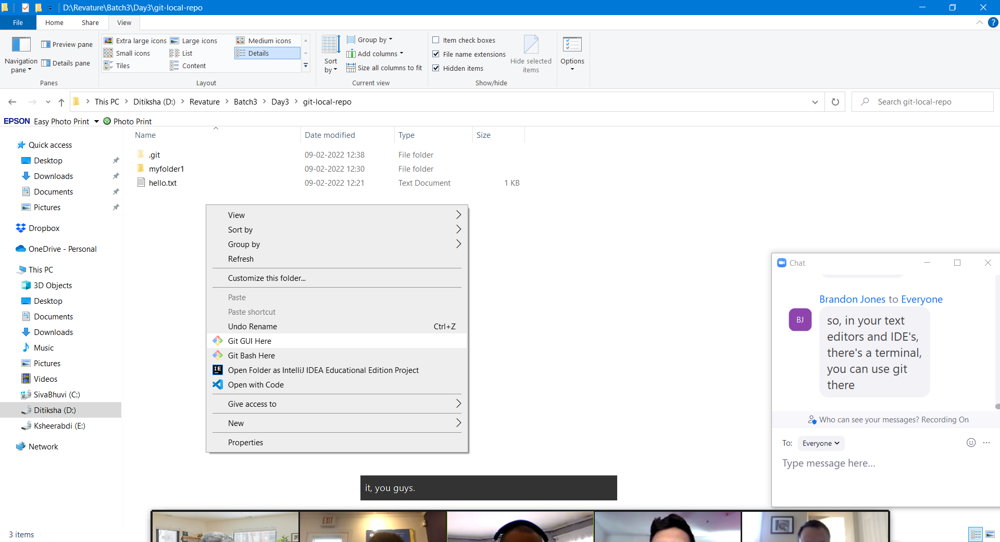 D:\Revature\Batch3\Day3\git-local-repo
File Home Share View
Navigation pane
Preview pane
Details pane
Panes
Extra large icons Large icons Medium icons
Small icons List Details
Tiles Content
Layout
Sort by
Group by
Add columns
Size all columns to fit
Current view
Item check boxes
File name extensions
Hidden items
Hide selected items
Show/hide
Options
This PC > Ditiksha (D:) > Revature > Batch3 > Day3 > git-local-repo
Search git-local-repo
EPSON Easy Photo Print Photo Print
Quick access
Desktop
Downloads
Documents
Pictures
Dropbox
OneDrive - Personal
This PC
3D Objects
Desktop
Documents
Downloads
Music
Pictures
Videos
SivaBhuvi (C:)
Ditiksha (D:)
Ksheerabdi (E:)
Network
Name Date modified Type Size
.git 09-02-2022 12:38 File folder
myfolder1 09-02-2022 12:30 File folder
hello.txt 09-02-2022 12:21 Text Document 1 KB
View
Sort by
Group by
Refresh
Customize this folder...
Paste
Paste shortcut
Undo Rename Ctrl+Z
Git GUI Here
Git Bash Here
IE Open Folder as IntelliJ IDEA Educational Edition Project
Open with Code
Give access to
New
Properties
Chat
Brandon Jones to Everyone
BJ
so, in your text
editors and IDE's,
there's a terminal,
you can use git
there
Who can see your messages? Recording On
To: Everyone
Type message here...
it, you guys.
EXIT
3 items